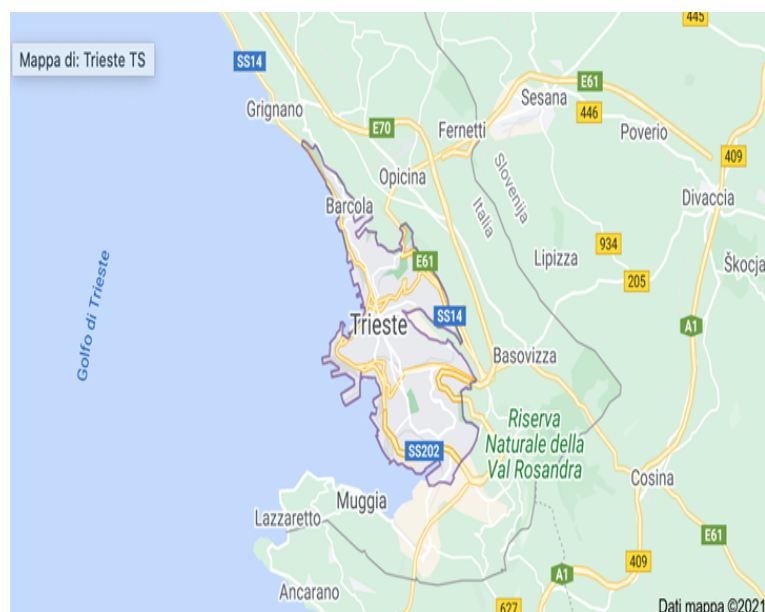 445
Mappa di: Trieste TS
SS14
E61
Sesana
Grignano
446
E70
Fernetti
Poverio
409
Opicina
Slovenija
Italia
Divaccia
Barcola
934
Golfo di Trieste
E61
Lipizza
Škocja
205
Trieste
SS14
A1
Basovizza
Riserva
Naturale della
Val Rosandra
SS202
Cosina
Muggia
Lazzaretto
E61
409
A1
Ancarano
627
Dati mappa ©2021